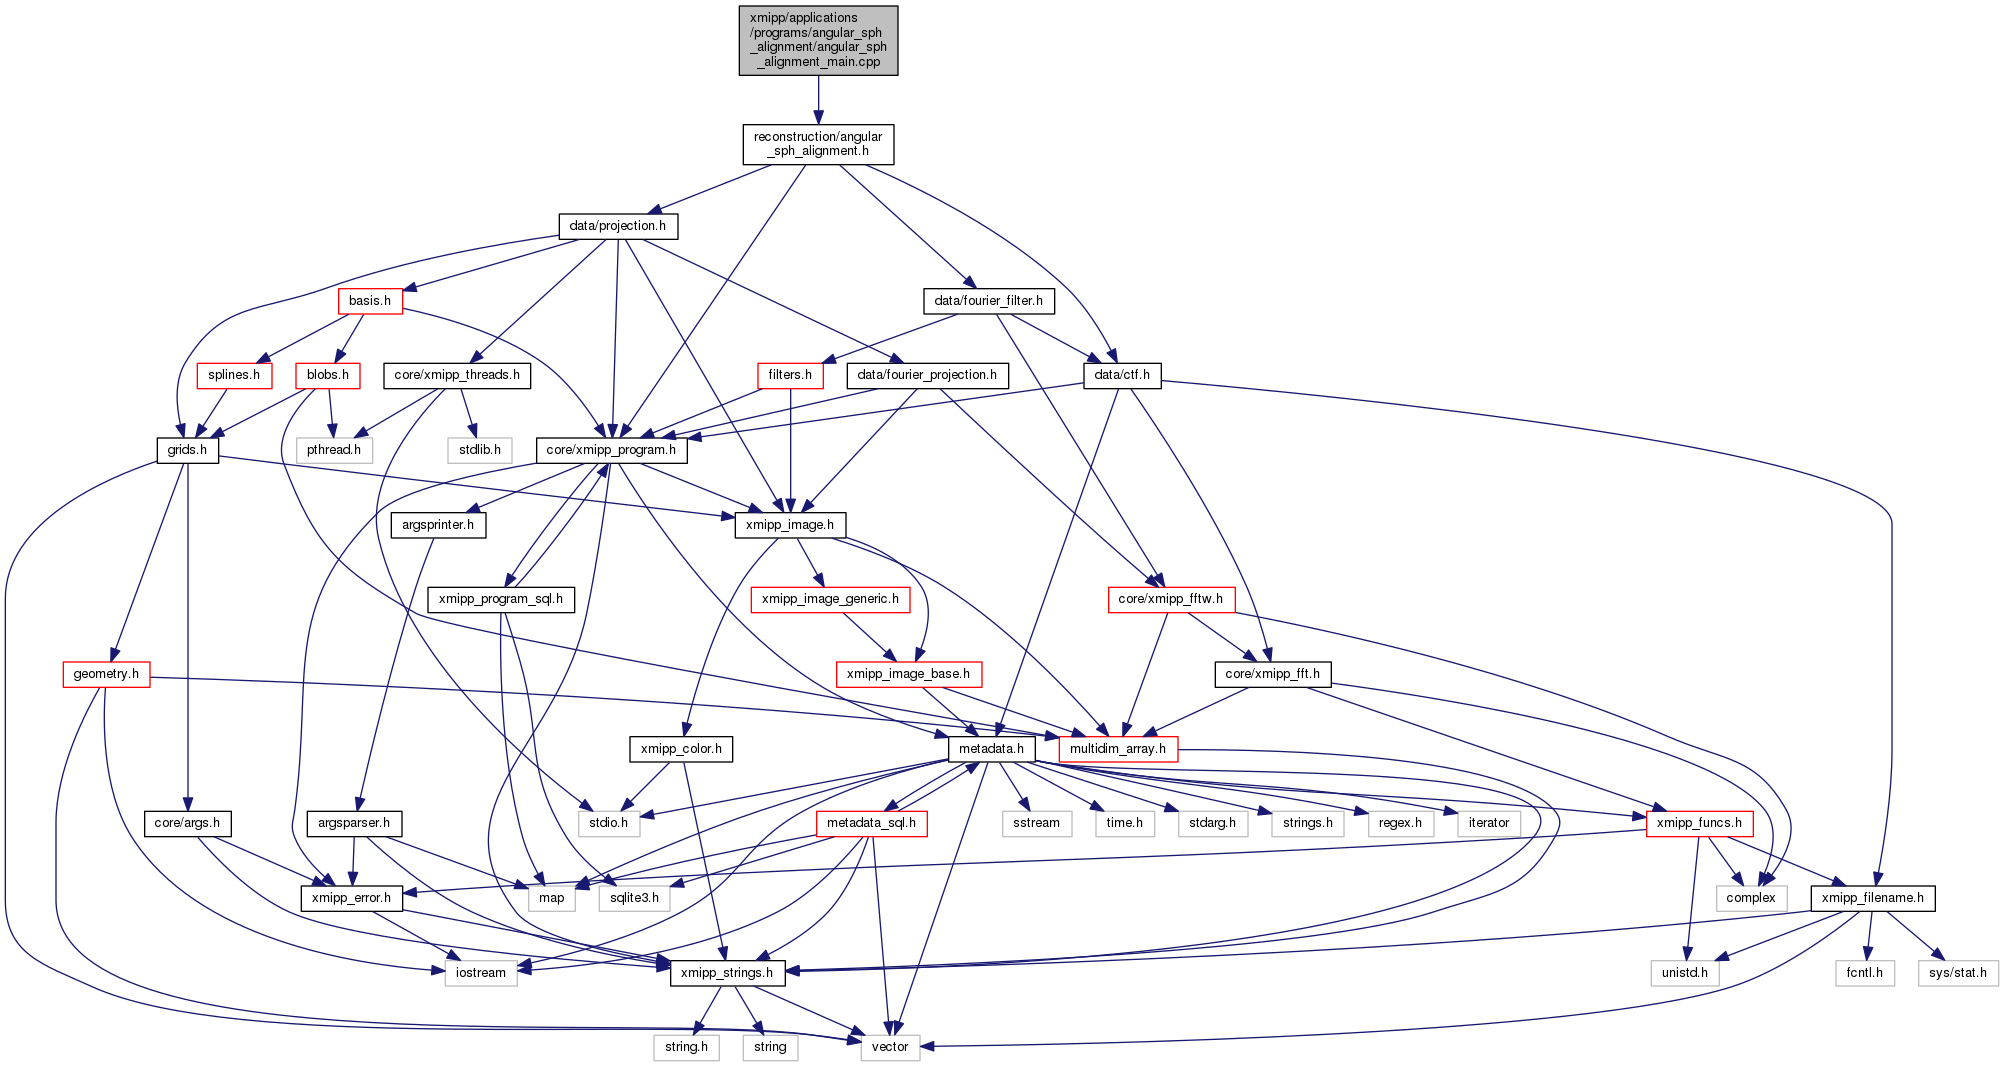 xmipp/applications
/programs/angular_sph
_alignment/angular_sph
_alignment_main.cpp
reconstruction/angular
_sph_alignment.h
data/projection.h
basis.h
data/fourier_filter.h
splines.h
blobs.h
core/xmipp_threads.h
filters.h
data/fourier_projection.h
data/ctf.h
grids.h
pthread.h
stdlib.h
core/xmipp_program.h
argsprinter.h
xmipp_image.h
xmipp_program_sql.h
xmipp_image_generic.h
core/xmipp_fftw.h
geometry.h
xmipp_image_base.h
core/xmipp_fft.h
xmipp_color.h
metadata.h
multidim_array.h
core/args.h
argsparser.h
stdio.h
metadata_sql.h
sstream
time.h
stdarg.h
strings.h
regex.h
iterator
xmipp_funcs.h
xmipp_error.h
map
sqlite3.h
complex
xmipp_filename.h
iostream
xmipp_strings.h
unistd.h
fcntl.h
sys/stat.h
string.h
string
vector